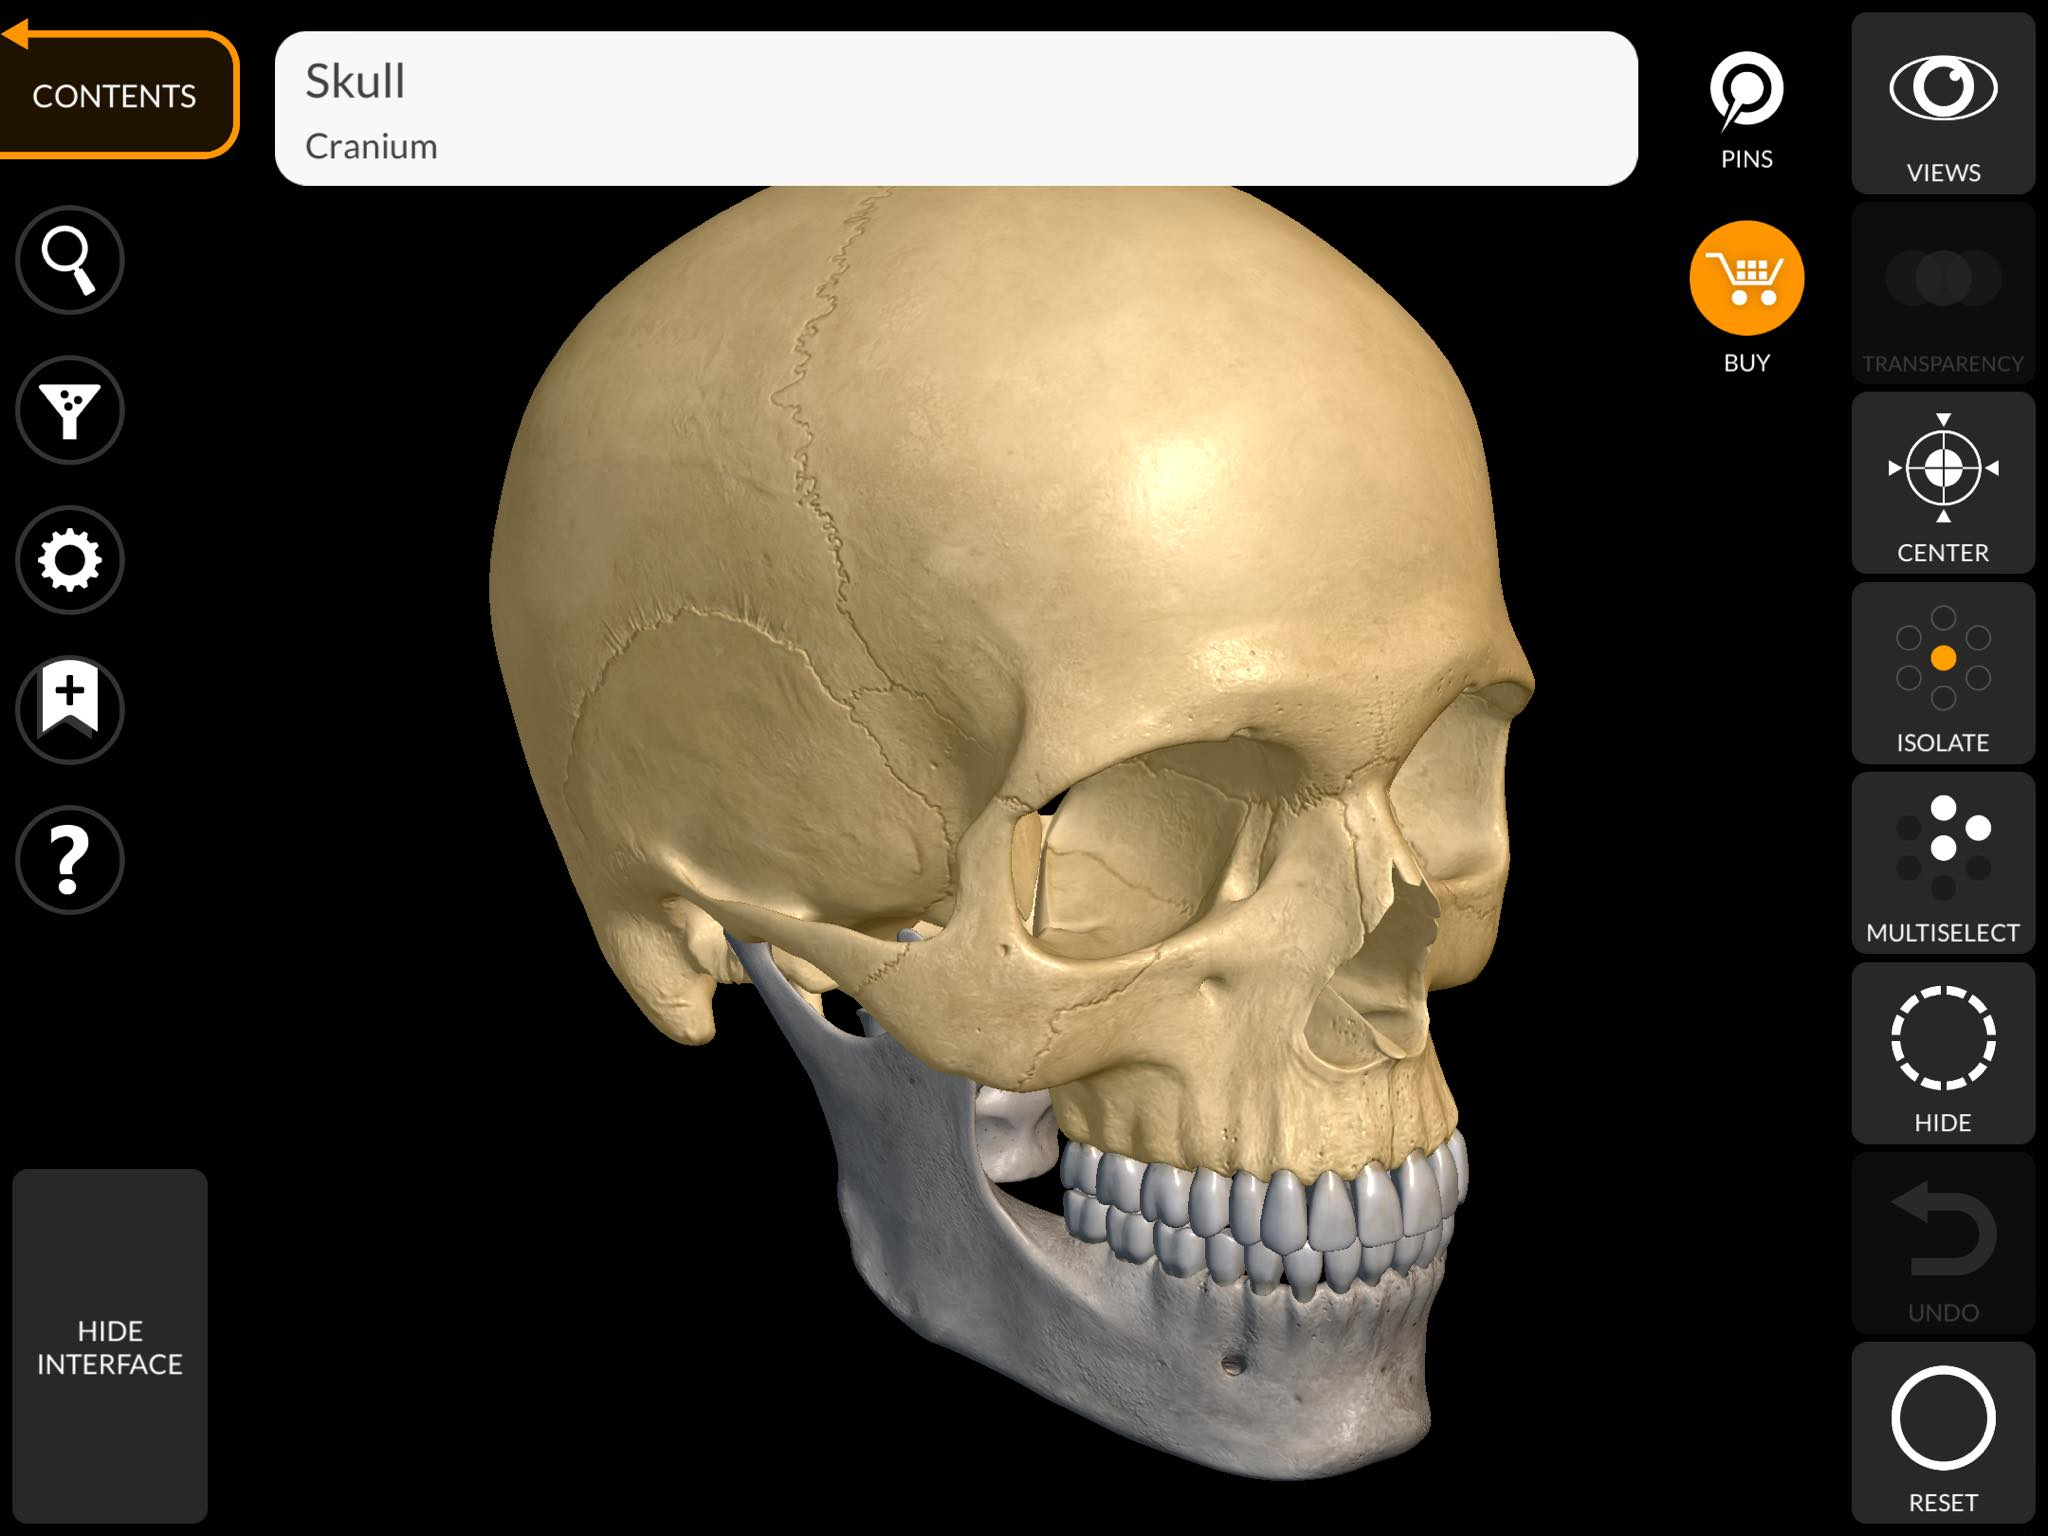 CONTENTS
Skull
Cranium
PINS
BUY
VIEWS
TRANSPARENCY
CENTER
ISOLATE
MULTISELECT
HIDE
UNDO
RESET
HIDE
INTERFACE